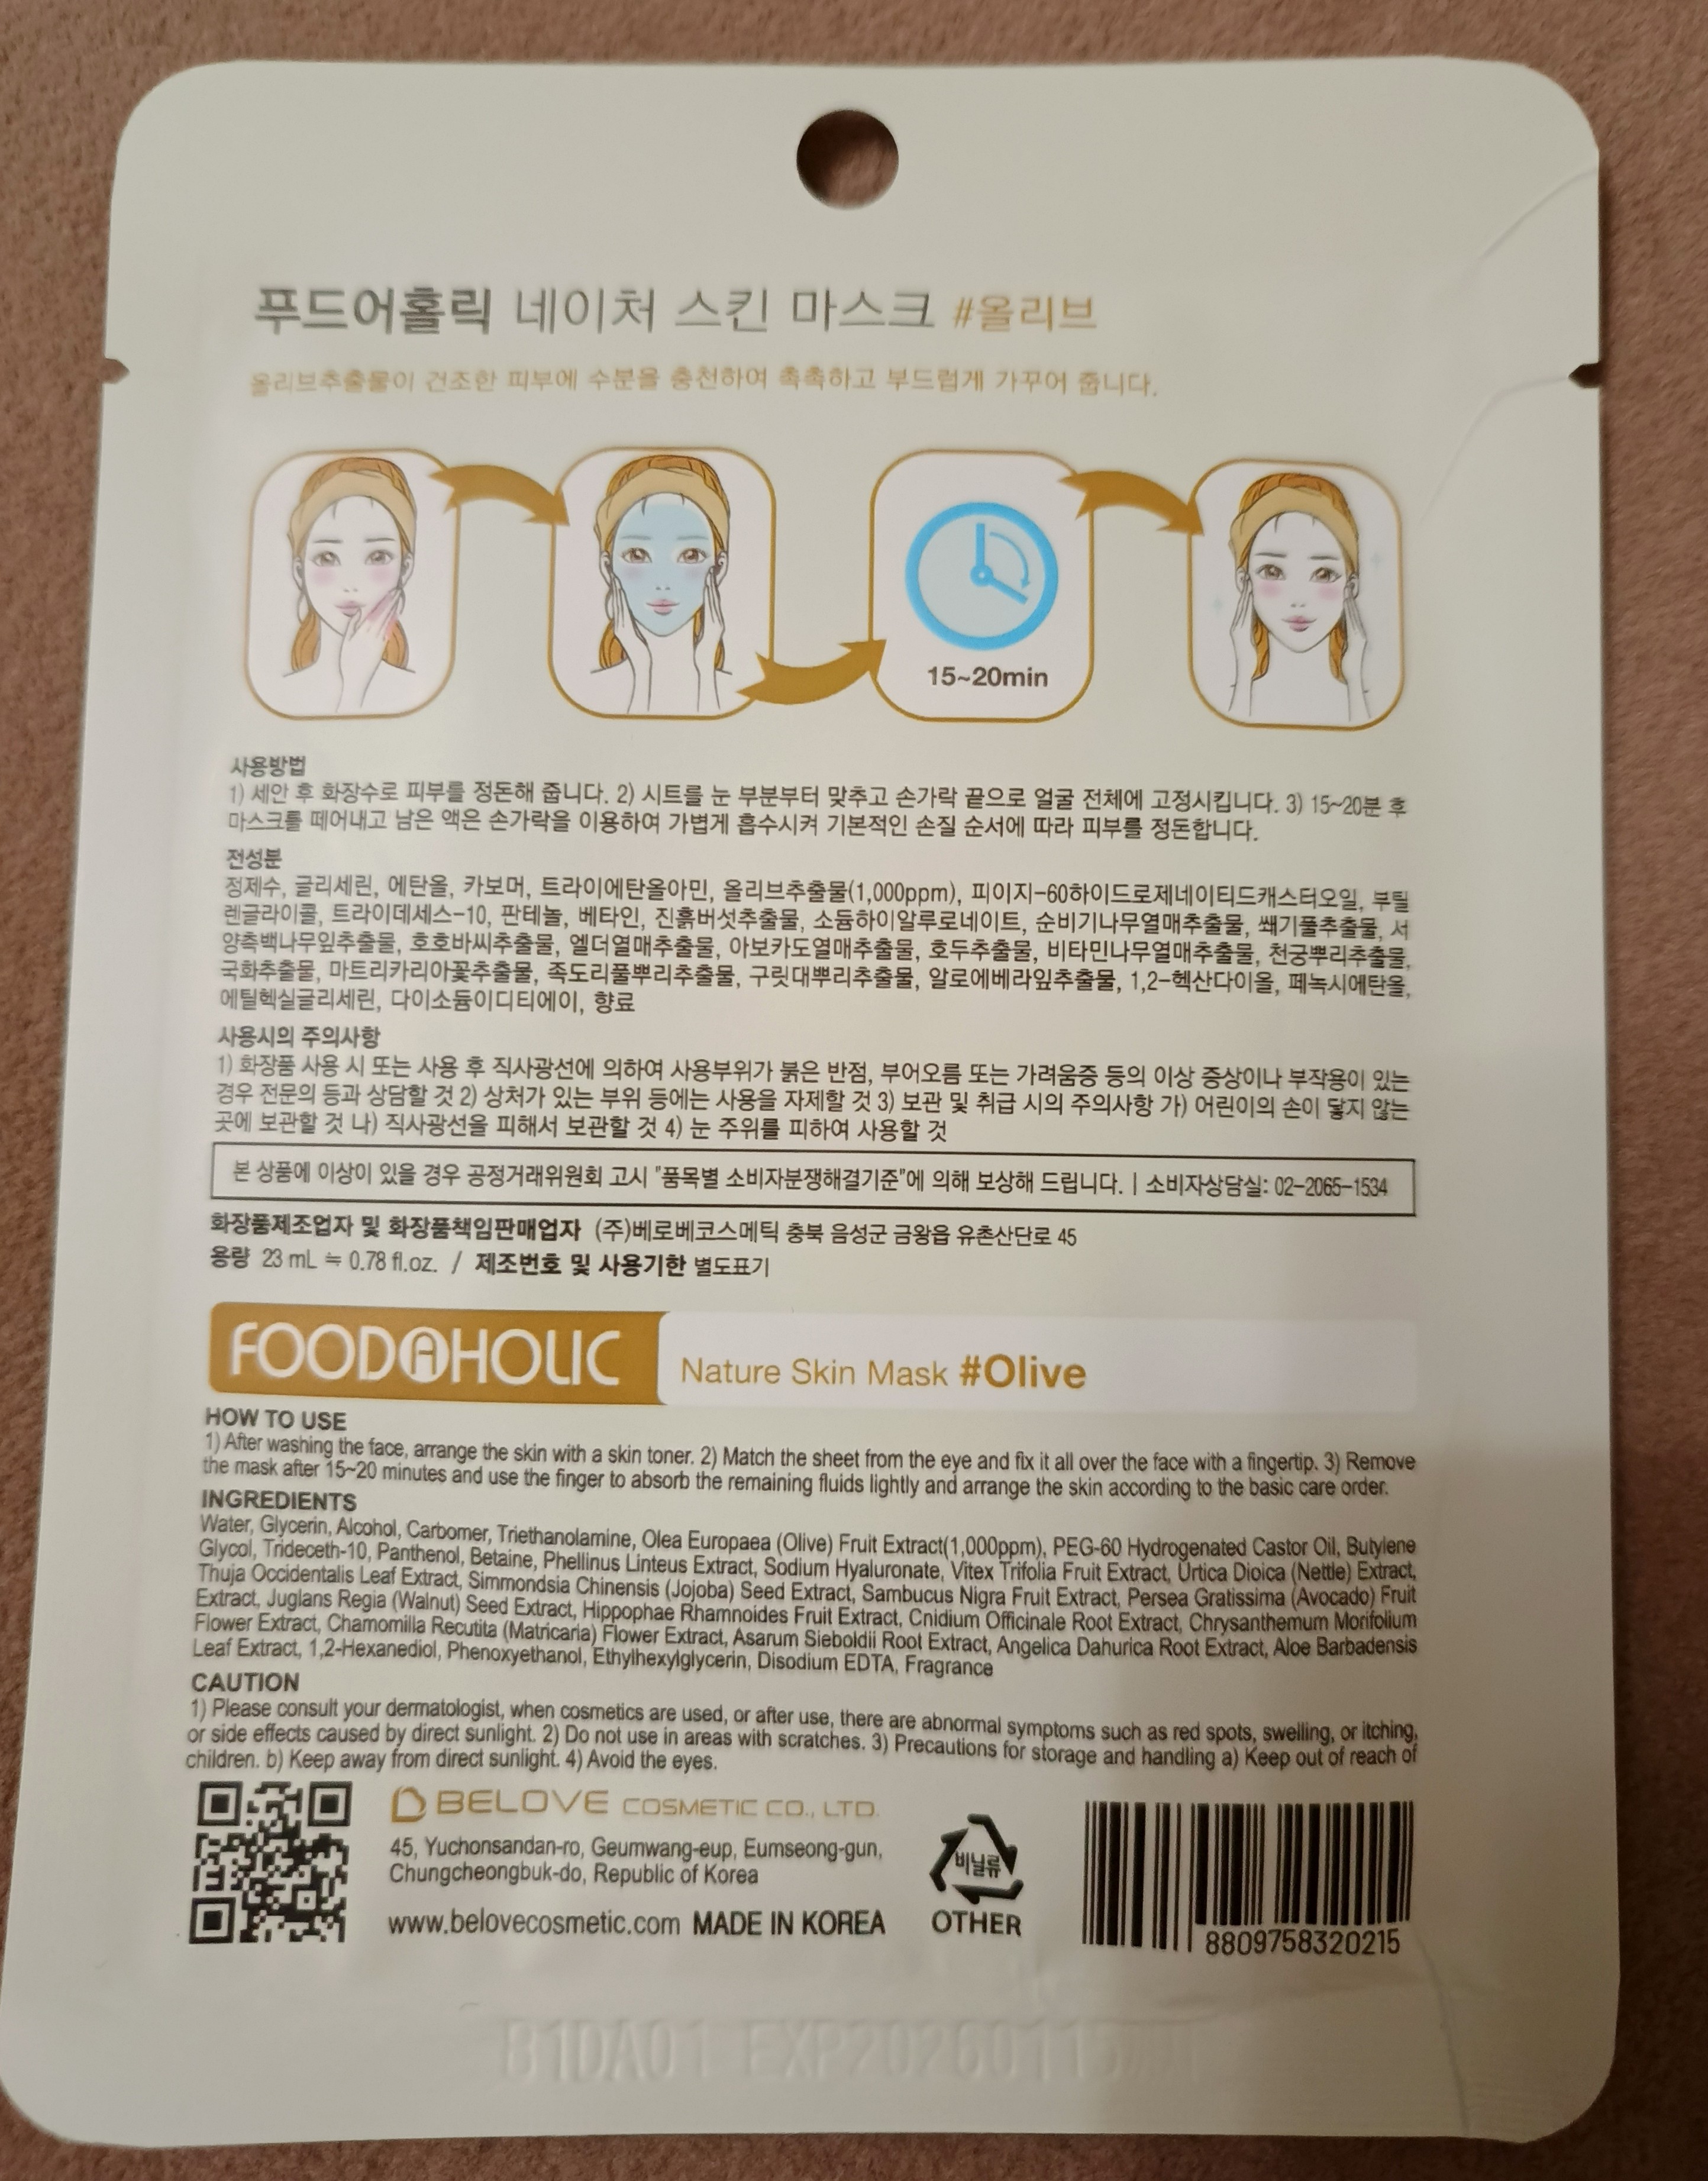 푸드어홀릭 네이처 스킨 마스크 #올리브
올리브추출물이 건조한 피부에 수분을 충천하여 촉촉하고 부드럽게 가꾸어 줍니다.
15~20min
사용방법
1) 세안 후 화장수로 피부를 정돈해 줍니다. 2) 시트를 눈 부분부터 맞추고 손가락 끝으로 얼굴 전체에 고정시킵니다. 3) 15~20분 후
마스크를 떼어내고 남은 액은 손가락을 이용하여 가볍게 흡수시켜 기본적인 손질 순서에 따라 피부를 정돈합니다.
전성분
정제수, 글리세린, 에탄올, 카보머, 트라이에탄올아민, 올리브추출물(1,000ppm), 피이지-60하이드로제네이티드캐스터오일, 부틸
렌글라이콜, 트라이데세스-10, 판테놀, 베타인, 진흙버섯추출물, 소듐하이알루로네이트, 순비기나무열매추출물, 쐐기풀추출물, 서
양측백나무잎추출물, 호호바씨추출물, 엘더열매추출물, 아보카도열매추출물, 호두추출물, 비타민나무열매추출물, 천궁뿌리추출물,
국화추출물, 마트리카리아꽃추출물, 족도리풀뿌리추출물, 구릿대뿌리추출물, 알로에베라잎추출물, 1,2-헥산다이올, 페녹시에탄올,
에틸헥실글리세린, 다이소듐이디티에이, 향료
사용시의 주의사항
1) 화장품 사용 시 또는 사용 후 직사광선에 의하여 사용부위가 붉은 반점, 부어오름 또는 가려움증 등의 이상 증상이나 부작용이 있는
경우 전문의 등과 상담할 것 2) 상처가 있는 부위 등에는 사용을 자제할 것 3) 보관 및 취급 시의 주의사항 가) 어린이의 손이 닿지 않는
곳에 보관할 것 나) 직사광선을 피해서 보관할 것 4) 눈 주위를 피하여 사용할 것
본 상품에 이상이 있을 경우 공정거래위원회 고시 "품목별 소비자분쟁해결기준"에 의해 보상해 드립니다. | 소비자상담실: 02-2065-1534
화장품제조업자 및 화장품책임판매업자 (주)베로베코스메틱 충북 음성군 금왕읍 유촌산단로 45
용량 23 mL ≒ 0.78 fl.oz. / 제조번호 및 사용기한 별도표기
FOODAHOLIC Nature Skin Mask #Olive
HOW TO USE
1) After washing the face, arrange the skin with a skin toner. 2) Match the sheet from the eye and fix it all over the face with a fingertip. 3) Remove
the mask after 15~20 minutes and use the finger to absorb the remaining fluids lightly and arrange the skin according to the basic care order.
INGREDIENTS
Water, Glycerin, Alcohol, Carbomer, Triethanolamine, Olea Europaea (Olive) Fruit Extract(1,000ppm), PEG-60 Hydrogenated Castor Oil, Butylene
Glycol, Trideceth-10, Panthenol, Betaine, Phellinus Linteus Extract, Sodium Hyaluronate, Vitex Trifolia Fruit Extract, Urtica Dioica (Nettle) Extract,
Thuja Occidentalis Leaf Extract, Simmondsia Chinensis (Jojoba) Seed Extract, Sambucus Nigra Fruit Extract, Persea Gratissima (Avocado) Fruit
Extract, Juglans Regia (Walnut) Seed Extract, Hippophae Rhamnoides Fruit Extract, Cnidium Officinale Root Extract, Chrysanthemum Morifolium
Flower Extract, Chamomilla Recutita (Matricaria) Flower Extract, Asarum Sieboldii Root Extract, Angelica Dahurica Root Extract, Aloe Barbadensis
Leaf Extract, 1,2-Hexanediol, Phenoxyethanol, Ethylhexylglycerin, Disodium EDTA, Fragrance
CAUTION
1) Please consult your dermatologist, when cosmetics are used, or after use, there are abnormal symptoms such as red spots, swelling, or itching,
or side effects caused by direct sunlight. 2) Do not use in areas with scratches. 3) Precautions for storage and handling a) Keep out of reach of
children. b) Keep away from direct sunlight. 4) Avoid the eyes.
BELOVE COSMETIC CO., LTD.
45, Yuchonsandan-ro, Geumwang-eup, Eumseong-gun,
Chungcheongbuk-do, Republic of Korea
www.belovecosmetic.com MADE IN KOREA
비닐류
OTHER
8809758320215
B1DA01 EXP20260115